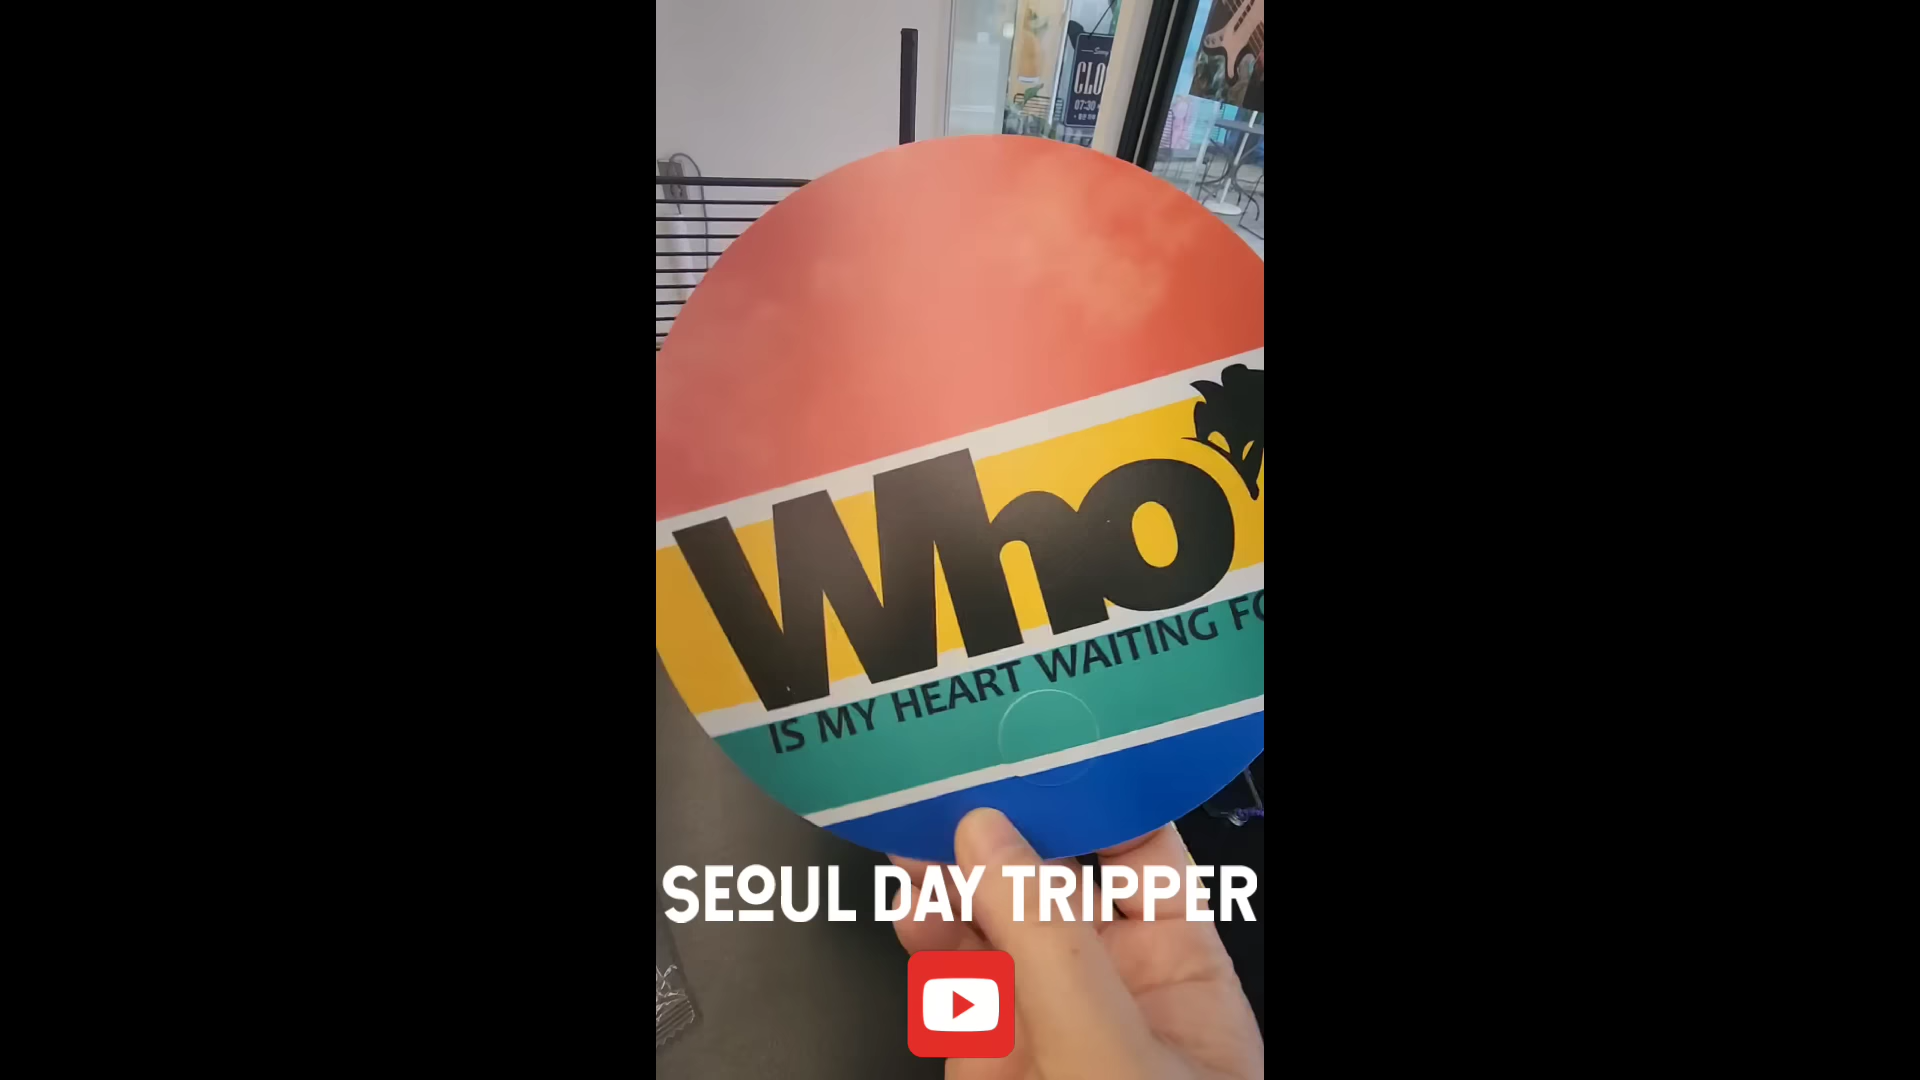 CLO
07:30
Who
IS MY HEART WAITING FO
SEOUL DAY TRIPPER